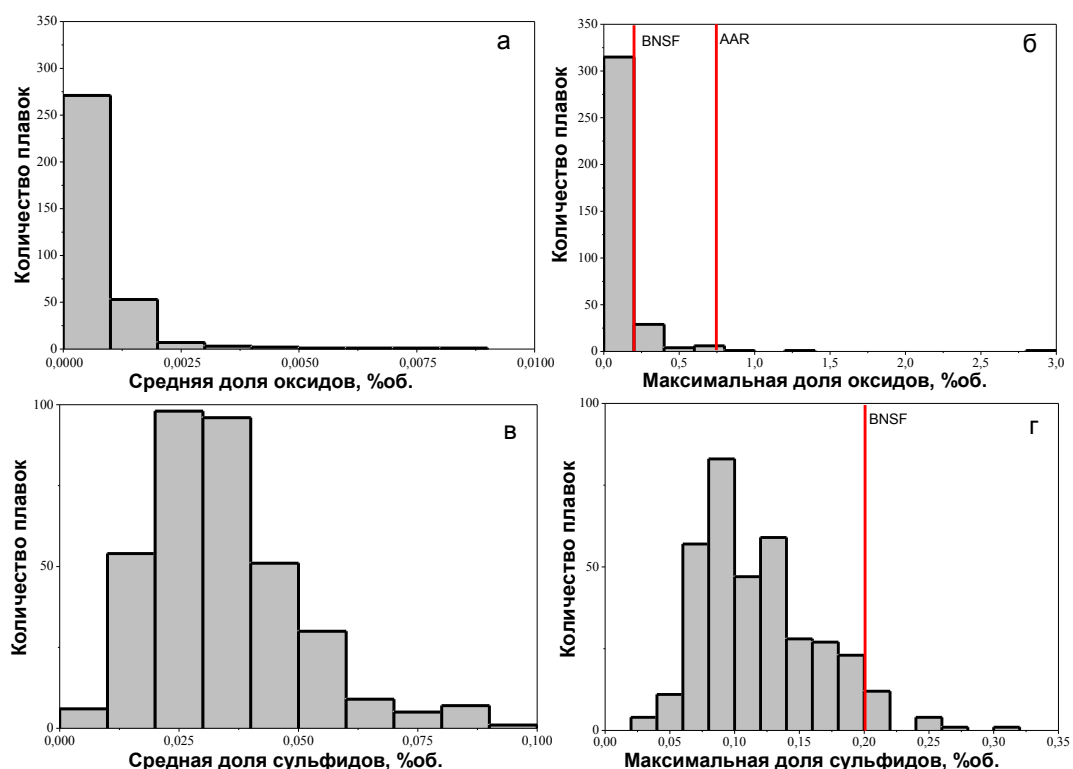 а
Количество плавок
350
300
250
200
150
100
50
0
0,0000 0,0025 0,0050 0,0075 0,0100
Средняя доля оксидов, %об.
б
BNSF
AAR
Количество плавок
350
300
250
200
150
100
50
0
0,0 0,5 1,0 1,5 2,0 2,5 3,0
Максимальная доля оксидов, %об.
в
Количество плавок
100
50
0
0,000 0,025 0,050 0,075 0,100
Средная доля сульфидов, %об.
г
BNSF
Количество плавок
100
50
0
0,00 0,05 0,10 0,15 0,20 0,25 0,30 0,35
Максимальная доля сульфидов, %об.